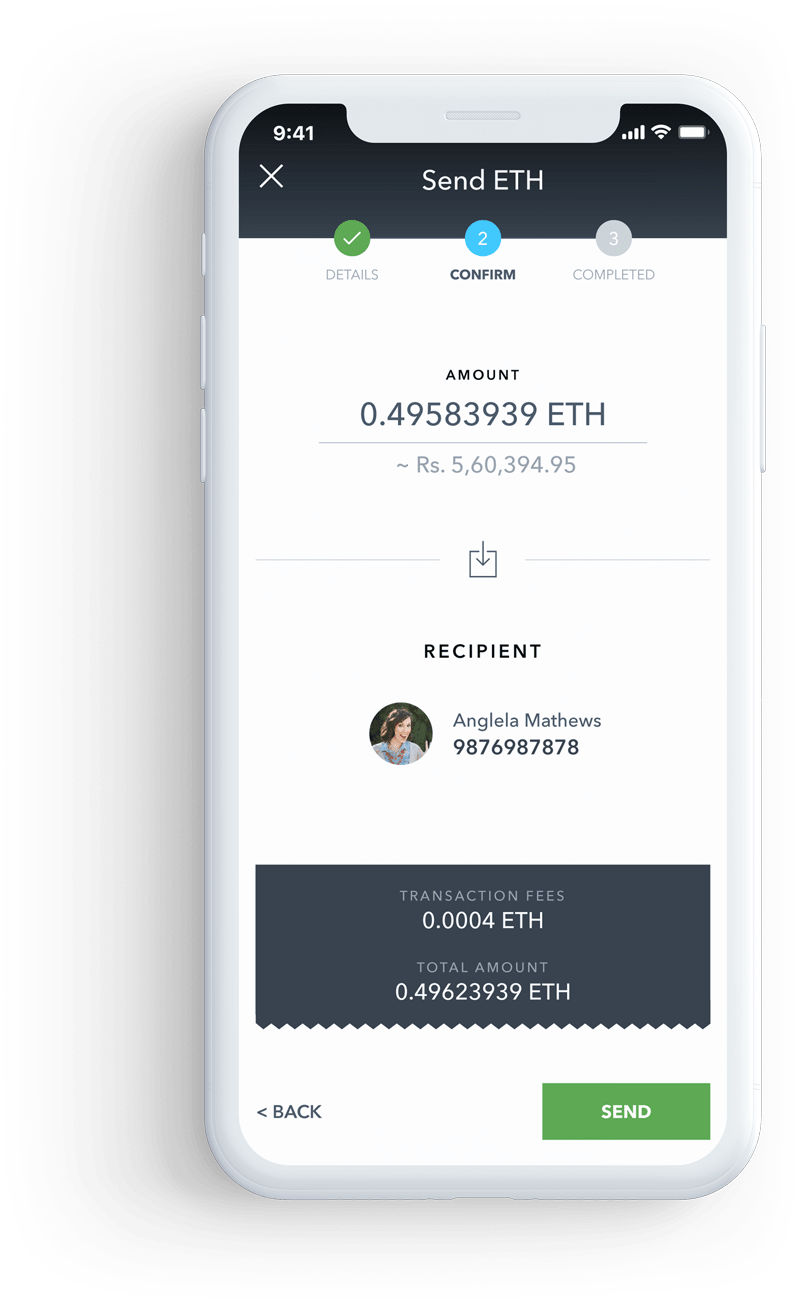 9:41
Send ETH
2
3
DETAILS
CONFIRM
COMPLETED
AMOUNT
0.49583939 ETH
~ Rs. 5,60,394.95
RECIPIENT
Anglela Mathews
9876987878
TRANSACTION FEES
0.0004 ETH
TOTAL AMOUNT
0.49623939 ETH
< BACK
SEND